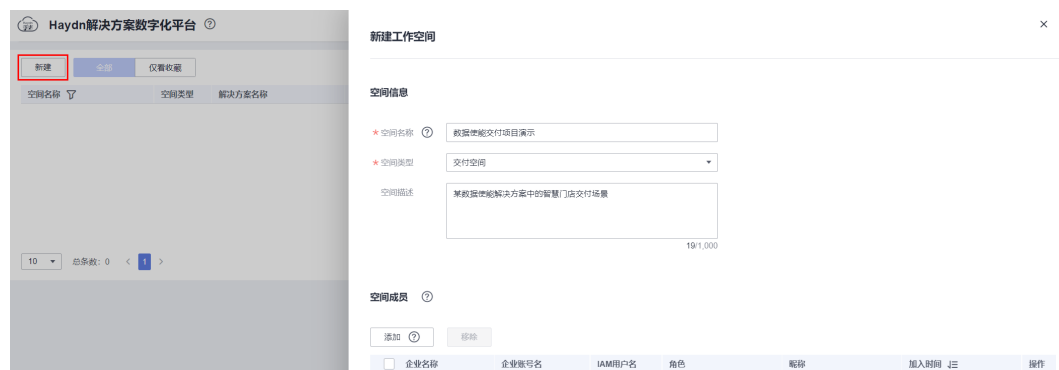 Haydn解决方案数字化平台 ?
新建 全部 仅看收藏
空间名称 空间类型 解决方案名称
10 总条数: 0 < 1 >
新建工作空间 ×
空间信息
* 空间名称 ? 数据使能交付项目演示
* 空间类型 交付空间
空间描述 某数据使能解决方案中的智慧门店交付场景
19/1,000
空间成员 ?
添加 ? 移除
企业名称 企业账号名 IAM用户名 角色 昵称 加入时间 操作